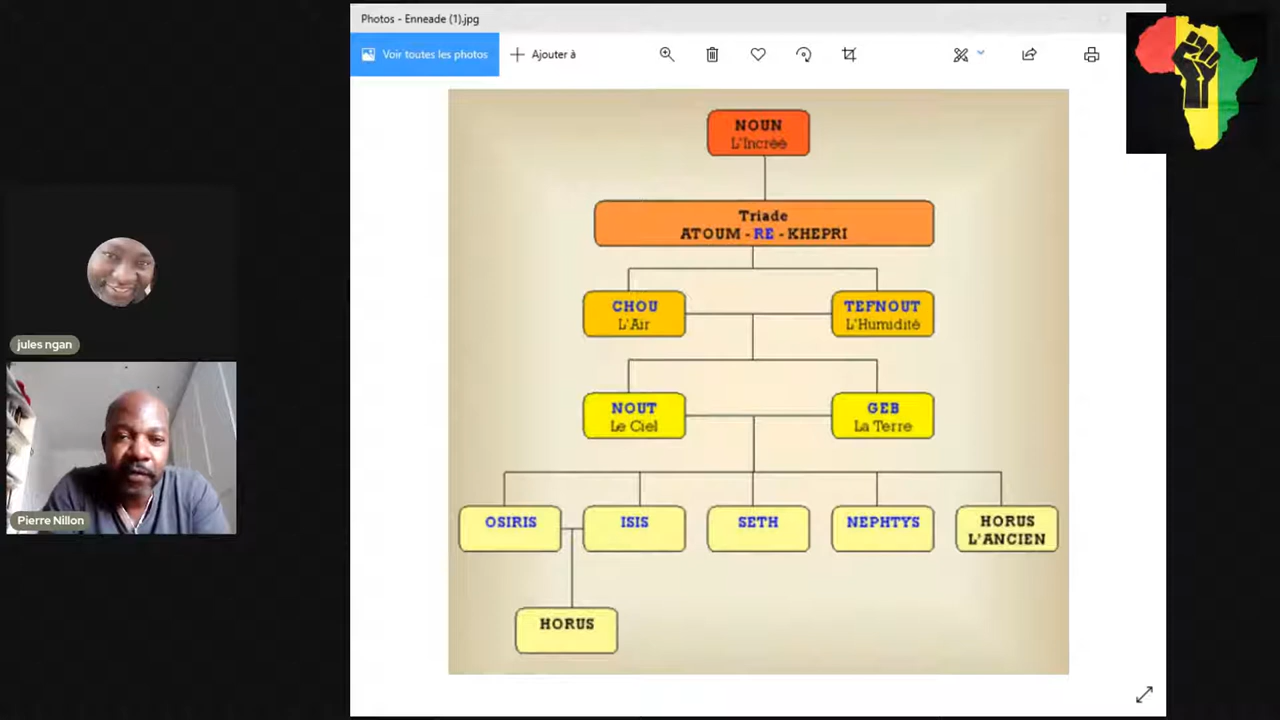 Photos - Enneade (1).jpg
Voir toutes les photos
Ajouter à
NOUN
L'Incréé
Triade
ATOUM - RE - KHEPRI
CHOU
L'Air
TEFNOUT
L'Humidité
NOUT
Le Ciel
GEB
La Terre
OSIRIS
ISIS
SETH
NEPHTYS
HORUS
L'ANCIEN
HORUS
jules ngan
Pierre Nillon